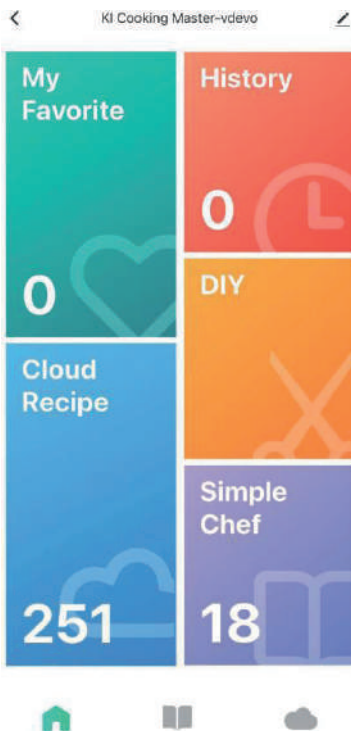 KI Cooking Master-vdevo
My
Favorite
0
History
0
DIY
Cloud
Recipe
251
Simple
Chef
18